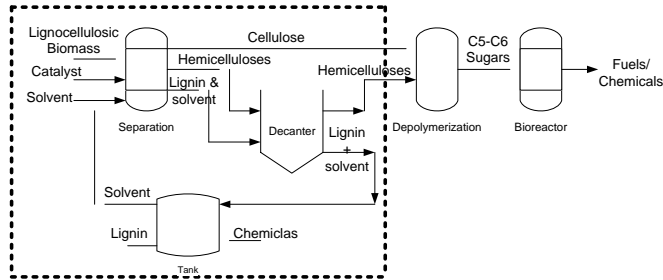 Lignocellulosic
Biomass
Catalyst
Solvent
Separation
Cellulose
Hemicelluloses
Lignin &
solvent
Decanter
Hemicelluloses
Lignin
+
solvent
Depolymerization
C5-C6
Sugars
Bioreactor
Fuels/
Chemicals
Solvent
Lignin
Chemiclas
Tank